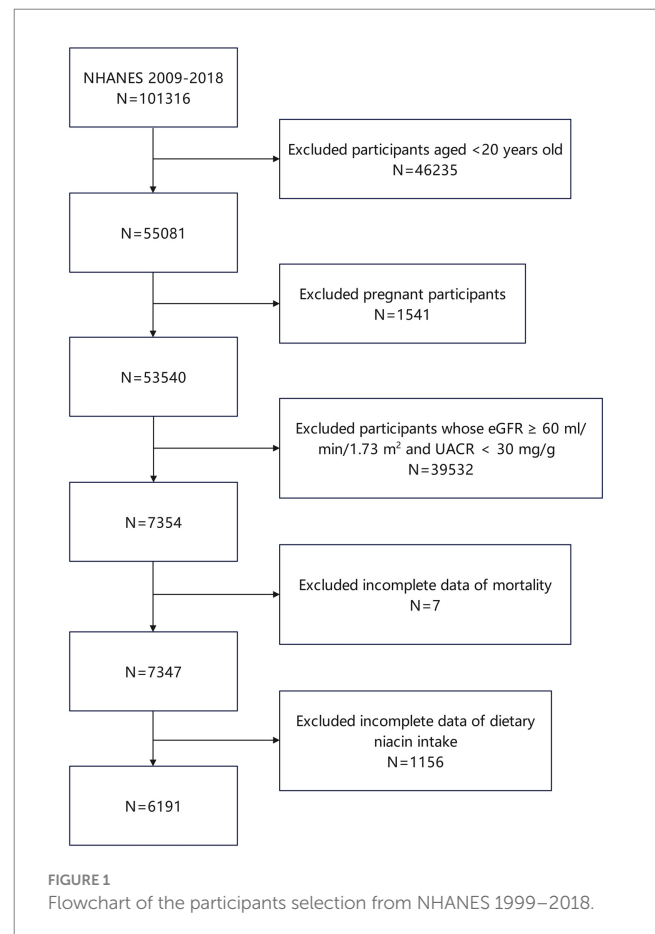 NHANES 2009-2018
N=101316
Excluded participants aged <20 years old
N=46235
N=55081
Excluded pregnant participants
N=1541
N=53540
Excluded participants whose eGFR ≥ 60 ml/
min/1.73 m² and UACR < 30 mg/g
N=39532
N=7354
Excluded incomplete data of mortality
N=7
N=7347
Excluded incomplete data of dietary
niacin intake
N=1156
N=6191
FIGURE 1
Flowchart of the participants selection from NHANES 1999–2018.